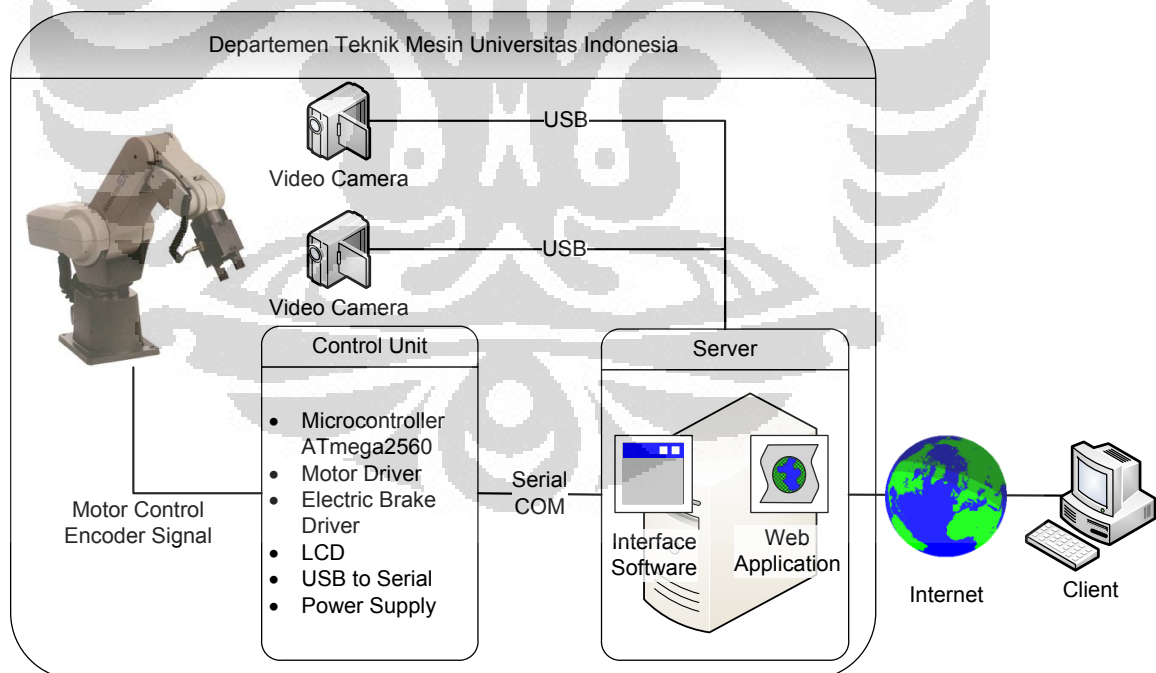 Departemen Teknik Mesin Universitas Indonesia
USB
Video Camera
USB
Video Camera
Control Unit
• Microcontroller
ATmega2560
• Motor Driver
• Electric Brake
Driver
• LCD
• USB to Serial
• Power Supply
Motor Control
Encoder Signal
Serial
COM
Server
Interface
Software
Web
Application
Internet
Client